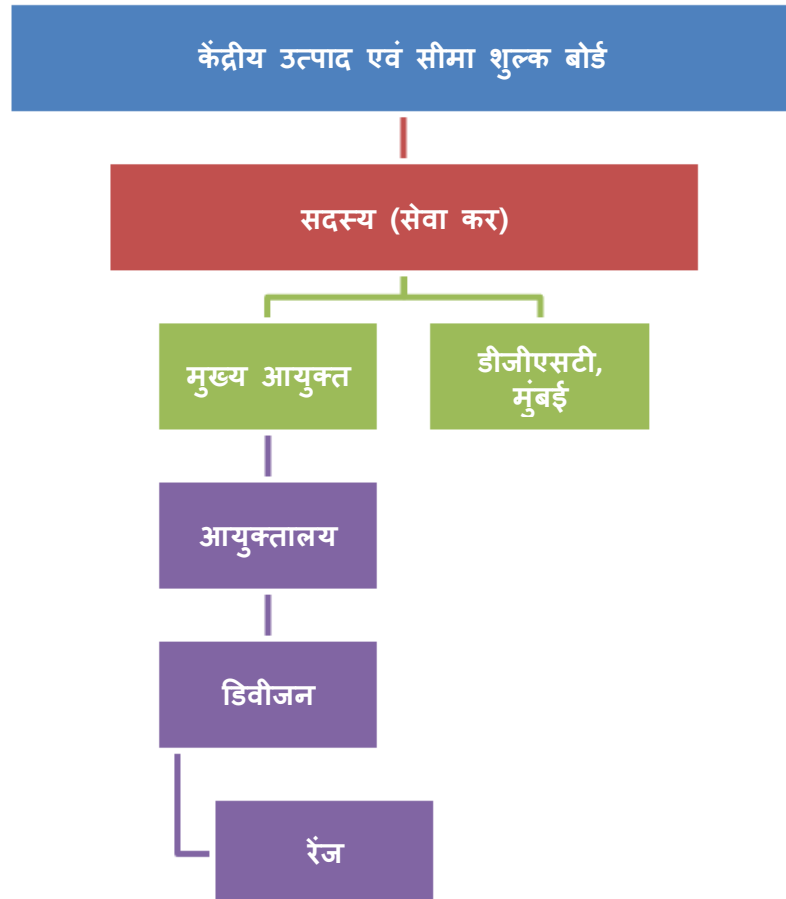 केंद्रीय उत्पाद एवं सीमा शुल्क बोर्ड
सदस्य (सेवा कर)
मुख्य आयुक्त
डीजीएसटी,
मुंबई
आयुक्तालय
डिवीजन
रेंज